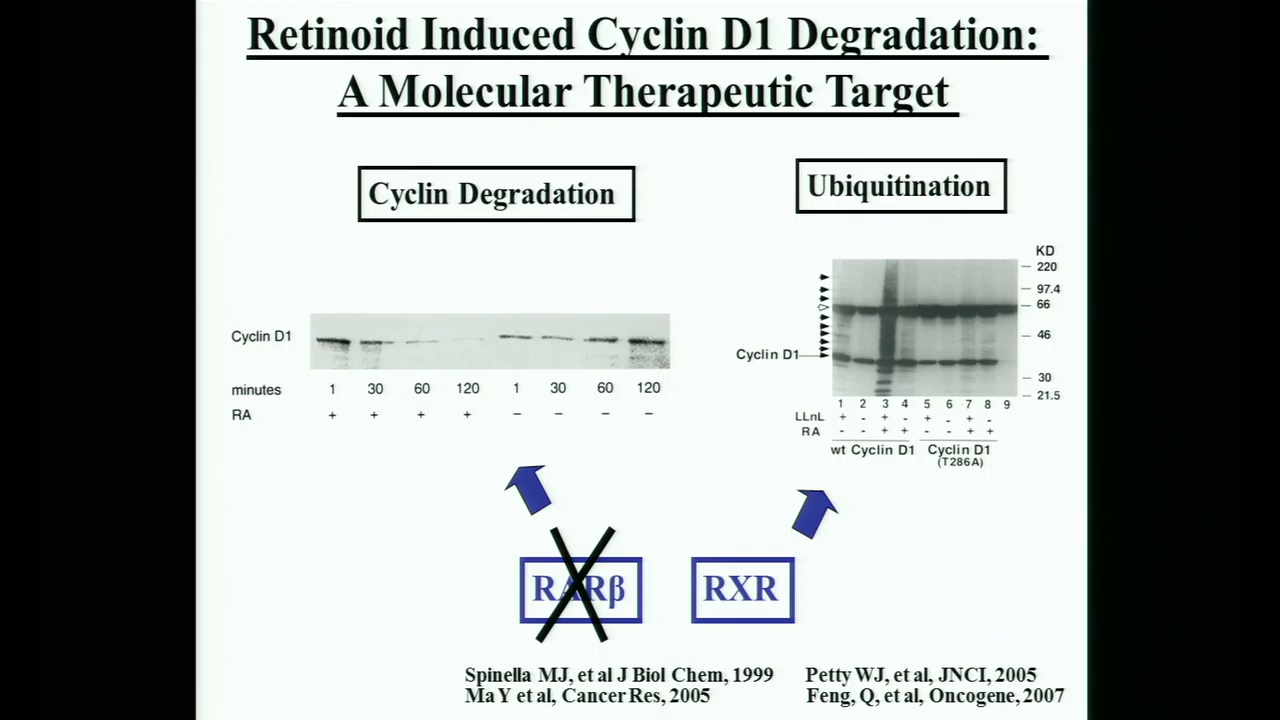 Retinoid Induced Cyclin D1 Degradation:
A Molecular Therapeutic Target
Cyclin Degradation
Ubiquitination
Cyclin D1
minutes 1 30 60 120 1 30 60 120
RA + + + + – – – –
KD
220
97.4
66
46
30
21.5
Cyclin D1
1 2 3 4 5 6 7 8 9
LLnL + - + - + - + -
RA - - + + - - + +
wt Cyclin D1 Cyclin D1
(T286A)
RARβ
RXR
Spinella MJ, et al J Biol Chem, 1999
Ma Y et al, Cancer Res, 2005
Petty WJ, et al, JNCI, 2005
Feng, Q, et al, Oncogene, 2007